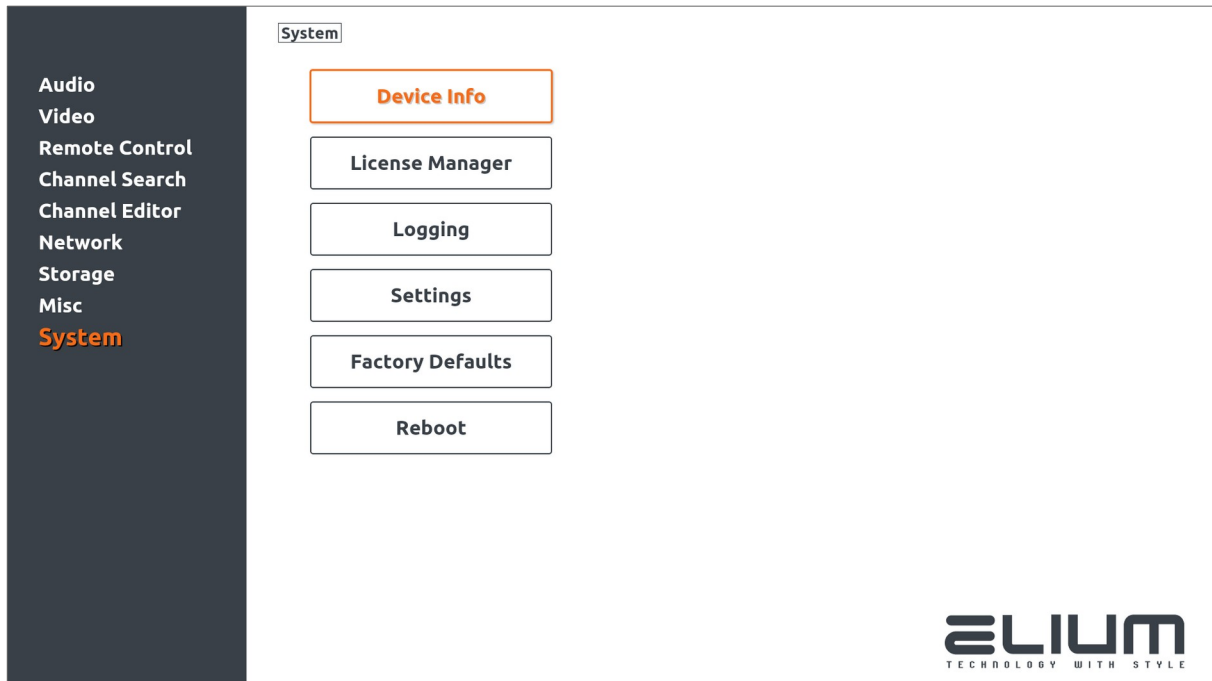 System
Audio
Video
Remote Control
Channel Search
Channel Editor
Network
Storage
Misc
System
Device Info
License Manager
Logging
Settings
Factory Defaults
Reboot
ELIUM
TECHNOLOGY WITH STYLE